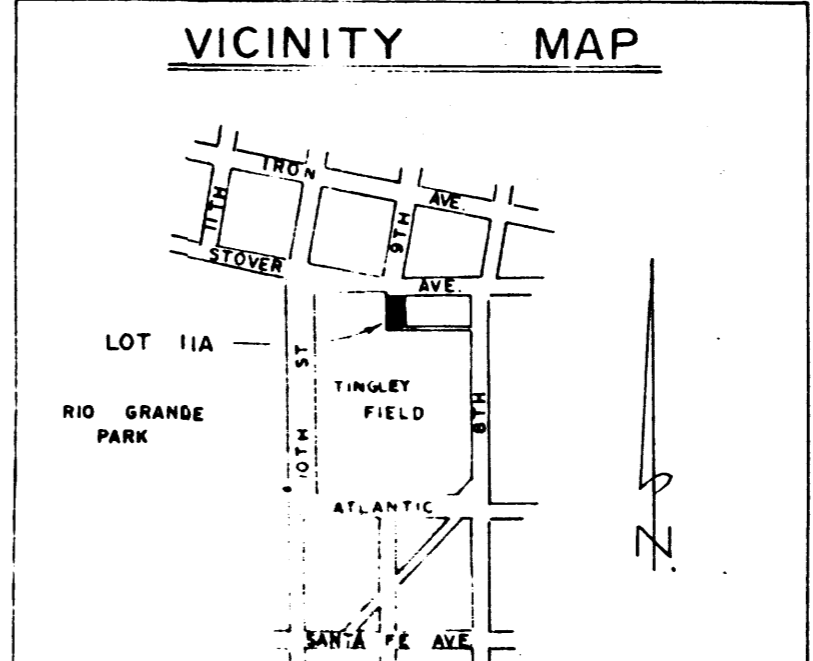 VICINITY MAP
IRON
AVE.
11TH
9TH
STOVER
AVE.
LOT 11A
10TH ST
TINGLEY
FIELD
8TH
RIO GRANDE
PARK
ATLANTIC
N.
SANTA FE AVE.